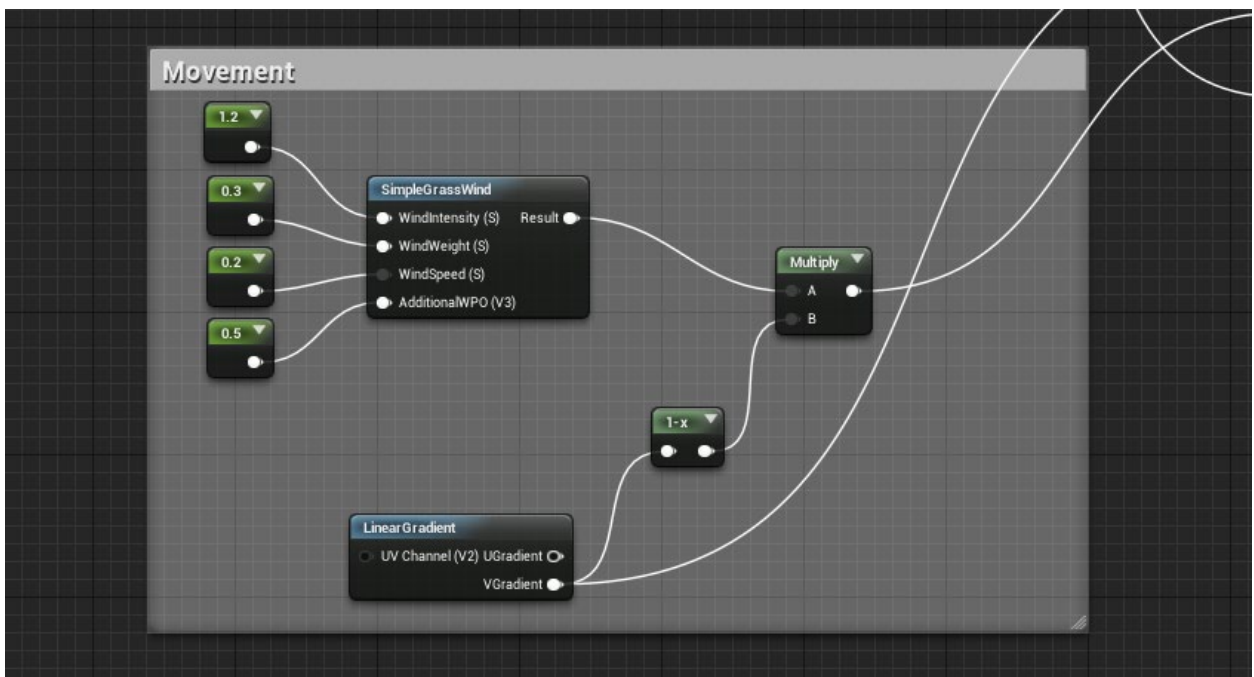 Movement
1.2
0.3
0.2
0.5
SimpleGrassWind
WindIntensity (S) Result
WindWeight (S)
WindSpeed (S)
AdditionalWPO (V3)
Multiply
A
B
1-x
LinearGradient
UV Channel (V2) UGradient
VGradient